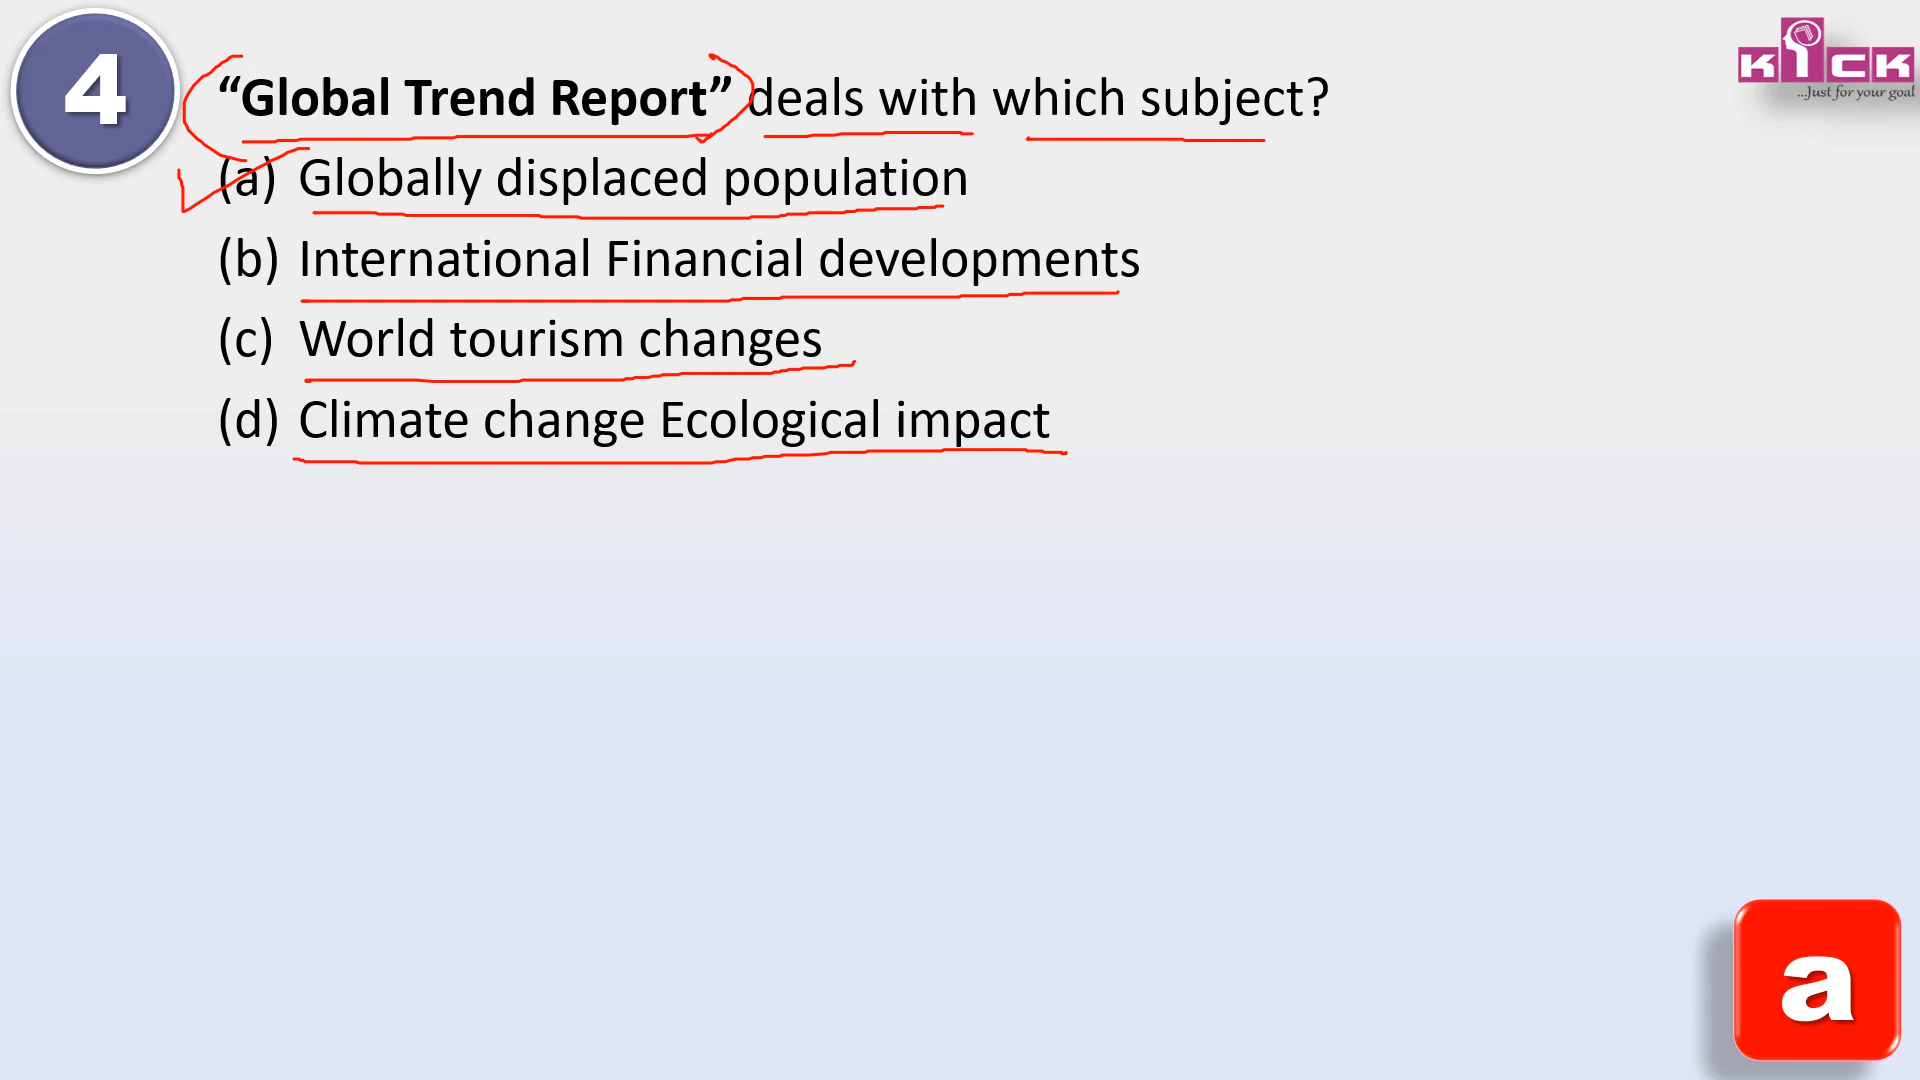 4
“Global Trend Report” deals with which subject?
(a) Globally displaced population
(b) International Financial developments
(c) World tourism changes
(d) Climate change Ecological impact
KICK
...Just for your goal
a